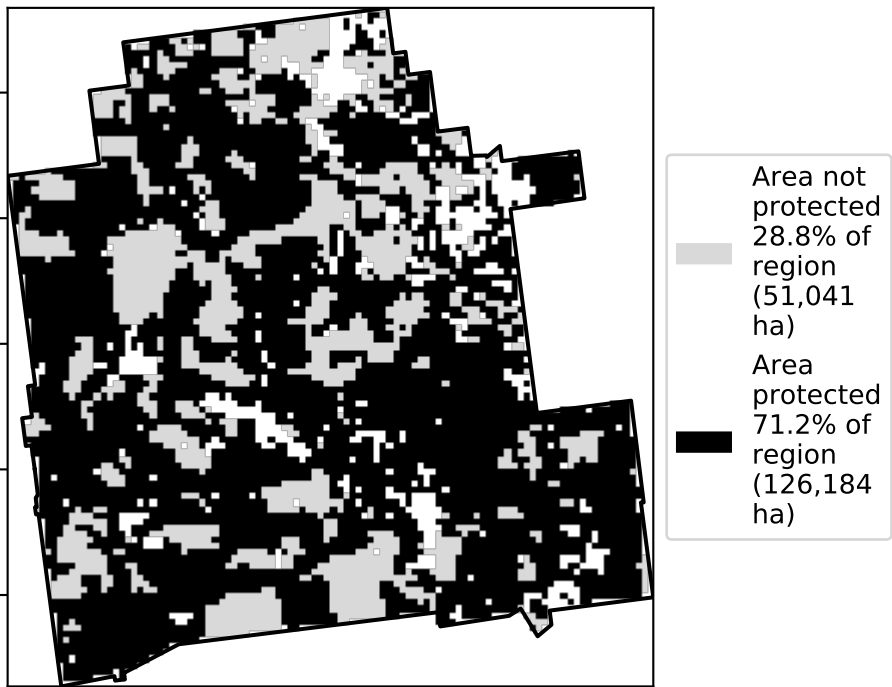 Area not
protected
28.8% of
region
(51,041
ha)
Area
protected
71.2% of
region
(126,184
ha)